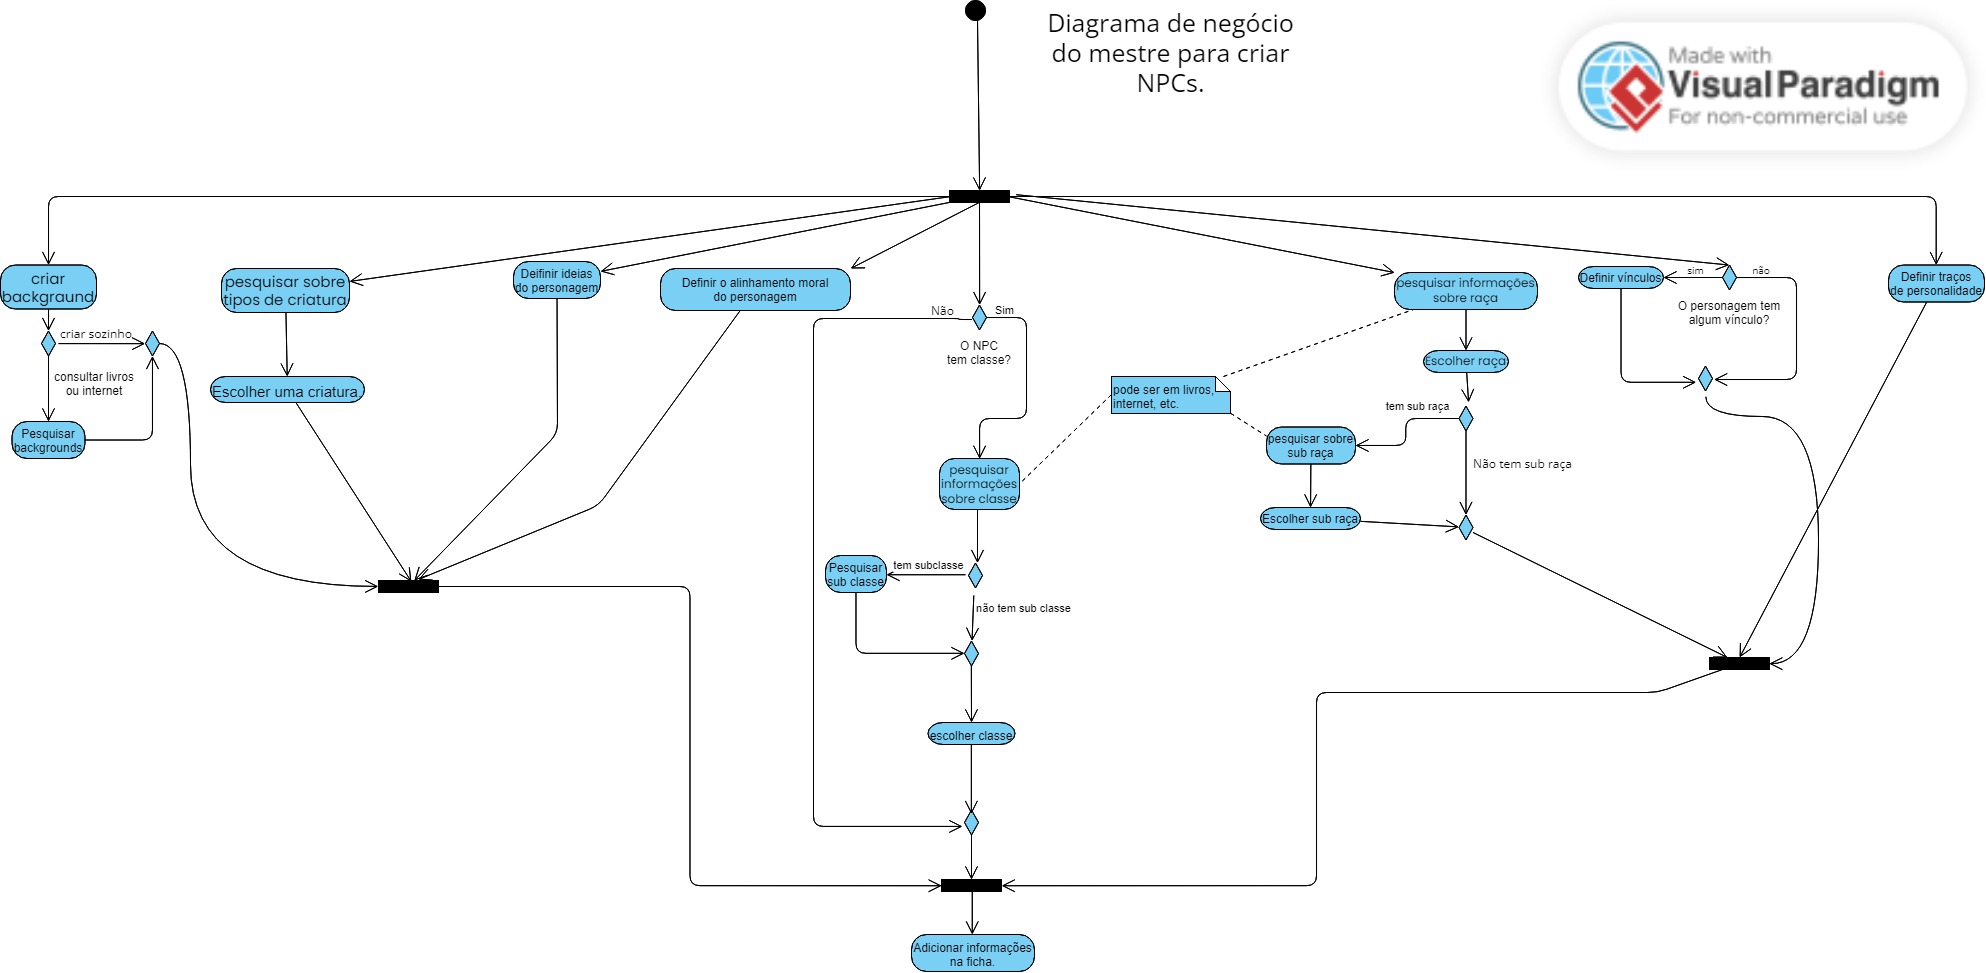 Diagrama de negócio
do mestre para criar
NPCs.
Made with
Visual Paradigm
For non-commercial use
criar
background
criar sozinho
consultar livros
ou internet
Pesquisar
backgrounds
pesquisar sobre
tipos de criatura
Escolher uma criatura.
Deifinir ideias
do personagem
Definir o alinhamento moral
do personagem
Não
Sim
O NPC
tem classe?
pesquisar
informações
sobre classe
Pesquisar
sub classe
tem subclasse
não tem sub classe
escolher classe
pode ser em livros,
internet, etc.
pesquisar informações
sobre raça
Escolher raça
tem sub raça
pesquisar sobre
sub raça
Não tem sub raça
Escolher sub raça
Definir vínculos
sim
não
O personagem tem
algum vínculo?
Definir traços
de personalidade
Adicionar informações
na ficha.